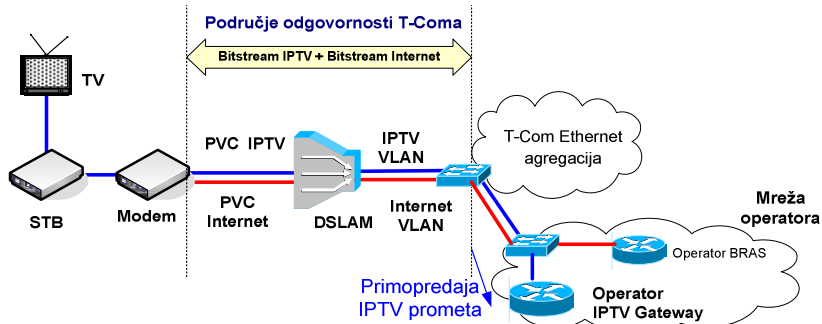 Područje odgovornosti T-Coma
Bitstream IPTV + Bitstream Internet
TV
PVC IPTV
IPTV
VLAN
T-Com Ethernet
agregacija
STB
Modem
PVC
Internet
DSLAM
Internet
VLAN
Mreža
operatora
Operator BRAS
Primopredaja
IPTV prometa
Operator
IPTV Gateway